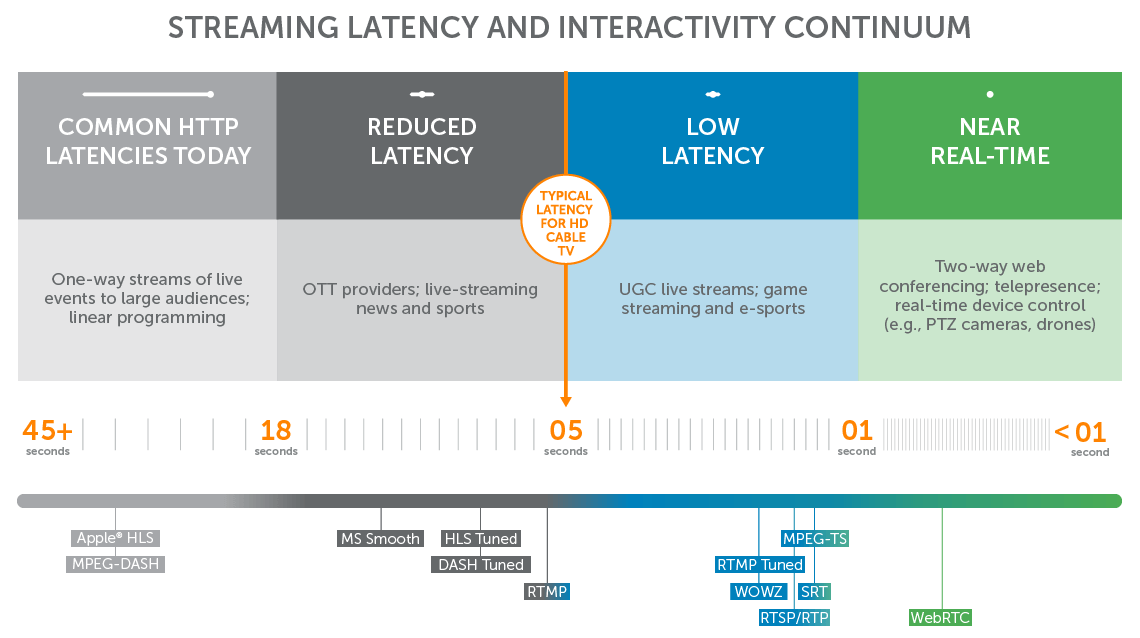 STREAMING LATENCY AND INTERACTIVITY CONTINUUM
COMMON HTTP
LATENCIES TODAY
REDUCED
LATENCY
LOW
LATENCY
NEAR
REAL-TIME
TYPICAL
LATENCY
FOR HD
CABLE
TV
One-way streams of live
events to large audiences;
linear programming
OTT providers; live-streaming
news and sports
UGC live streams; game
streaming and e-sports
Two-way web
conferencing; telepresence;
real-time device control
(e.g., PTZ cameras, drones)
45+
seconds
18
seconds
05
seconds
01
second
< 01
second
Apple® HLS
MPEG-DASH
MS Smooth
HLS Tuned
DASH Tuned
RTMP
MPEG-TS
RTMP Tuned
WOWZ
SRT
RTSP/RTP
WebRTC